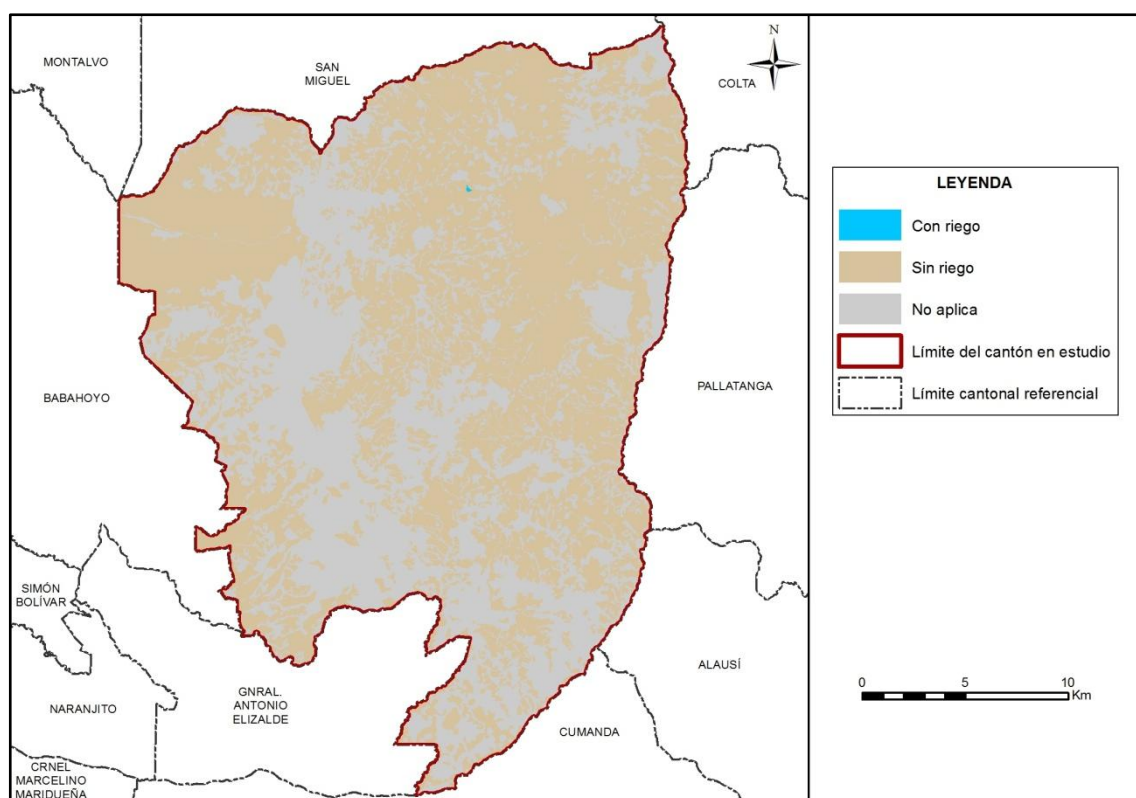 MONTALVO
SAN
MIGUEL
N
COLTA
BABAHOYO
PALLATANGA
SIMÓN
BOLÍVAR
NARANJITO
GNRAL.
ANTONIO
ELIZALDE
ALAUSÍ
CUMANDA
CRNEL
MARCELINO
MARIDUEÑA
LEYENDA
Con riego
Sin riego
No aplica
Límite del cantón en estudio
Límite cantonal referencial
0 5 10
Km